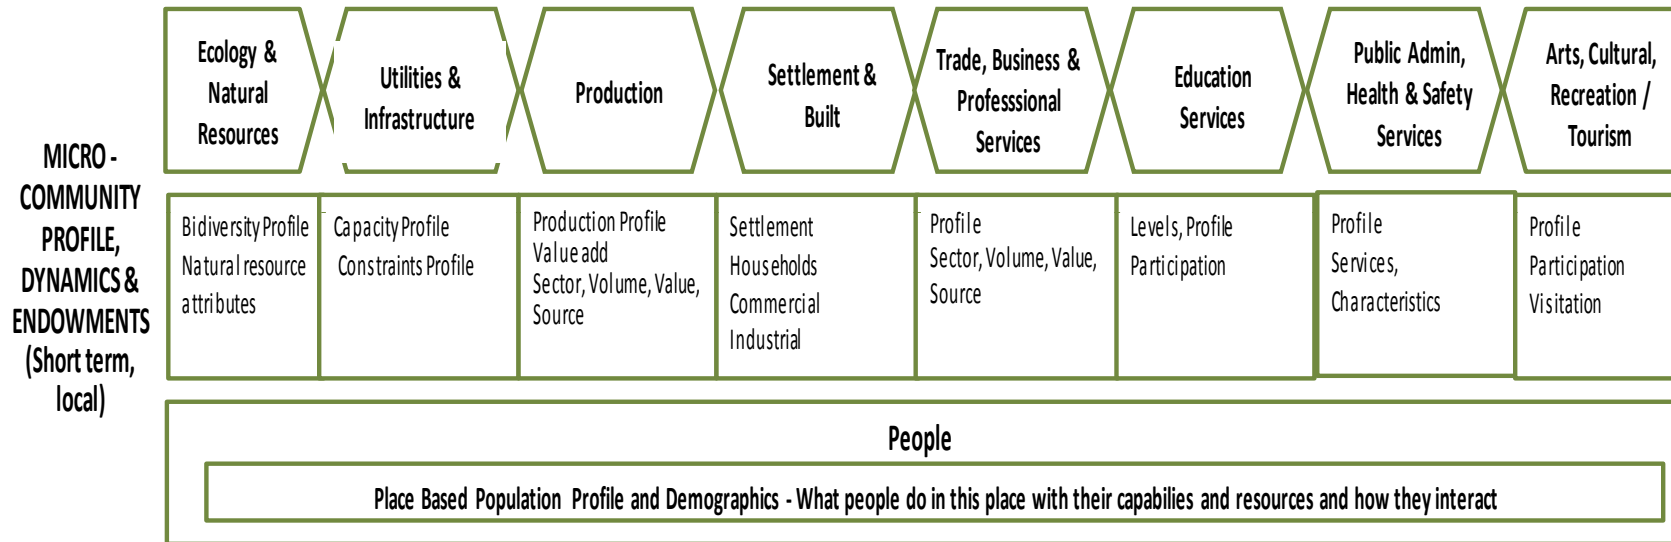 MICRO -
COMMUNITY
PROFILE,
DYNAMICS &
ENDOWMENTS
(Short term,
local)
Ecology &
Natural
Resources
Utilities &
Infrastructure
Production
Settlement &
Built
Trade, Business &
Professsional
Services
Education
Services
Public Admin,
Health & Safety
Services
Arts, Cultural,
Recreation /
Tourism
Bidiversity Profile
Natural resource
attributes
Capacity Profile
Constraints Profile
Production Profile
Value add
Sector, Volume, Value,
Source
Settlement
Households
Commercial
Industrial
Profile
Sector, Volume, Value,
Source
Levels, Profile
Participation
Profile
Services,
Characteristics
Profile
Participation
Visitation
People
Place Based Population Profile and Demographics - What people do in this place with their capabilies and resources and how they interact